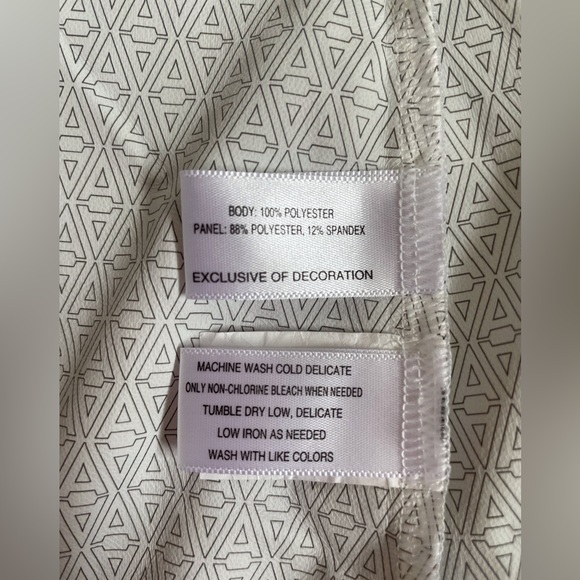 BODY: 100% POLYESTER
PANEL: 88% POLYESTER, 12% SPANDEX
EXCLUSIVE OF DECORATION
MACHINE WASH COLD DELICATE
ONLY NON-CHLORINE BLEACH WHEN NEEDED
TUMBLE DRY LOW, DELICATE
LOW IRON AS NEEDED
WASH WITH LIKE COLORS